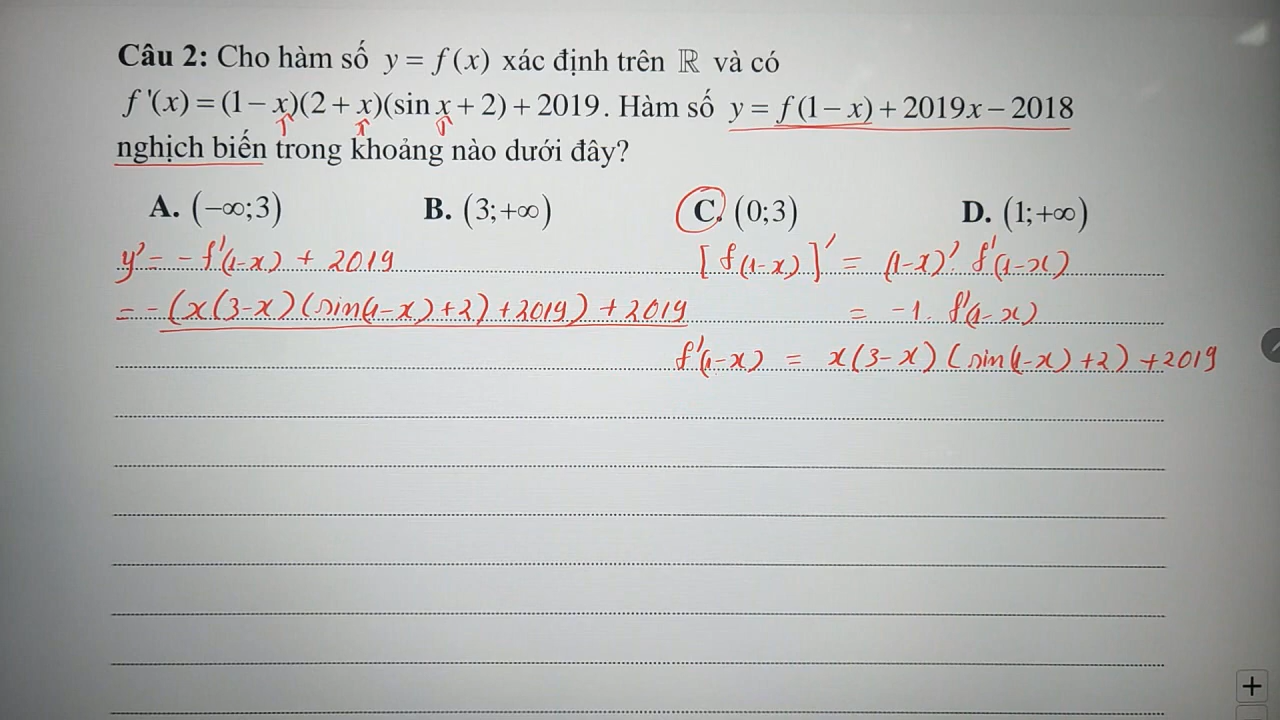 Câu 2: Cho hàm số y = f(x) xác định trên ℝ và có
f'(x) = (1 − x)(2 + x)(sin x + 2) + 2019. Hàm số y = f(1 − x) + 2019x − 2018
nghịch biến trong khoảng nào dưới đây?
A. (−∞;3) B. (3;+∞) C. (0;3) D. (1;+∞)
y' = − f'(1−x) + 2019 [f(1−x)]' = (1−x)'. f'(1−x)
= −(x(3−x)(sin(1−x)+2)+2019) + 2019 = −1. f'(1−x)
f'(1−x) = x(3−x)(sin(1−x)+2)+2019
+